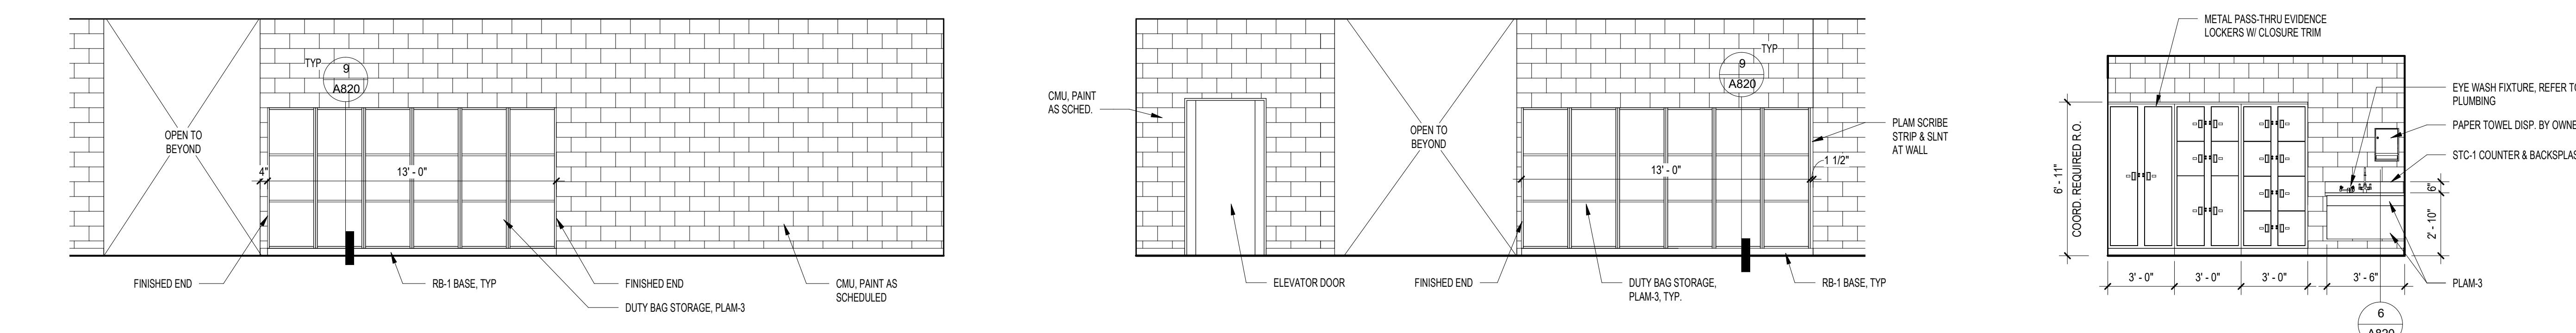 TYP
9
A820
OPEN TO
BEYOND
4"
13' - 0"
FINISHED END
RB-1 BASE, TYP
FINISHED END
DUTY BAG STORAGE, PLAM-3
CMU, PAINT AS
SCHEDULED
CMU, PAINT
AS SCHED.
OPEN TO
BEYOND
TYP
9
A820
13' - 0"
1 1/2"
PLAM SCRIBE
STRIP & SLNT
AT WALL
ELEVATOR DOOR
FINISHED END
DUTY BAG STORAGE,
PLAM-3, TYP.
RB-1 BASE, TYP
METAL PASS-THRU EVIDENCE
LOCKERS W/ CLOSURE TRIM
EYE WASH FIXTURE, REFER TO
PLUMBING
PAPER TOWEL DISP. BY OWNE
STC-1 COUNTER & BACKSPLAS
6' - 11"
COORD. REQUIRED R.O.
6"
2' - 10"
3' - 0"
3' - 0"
3' - 0"
3' - 6"
PLAM-3
6
A820